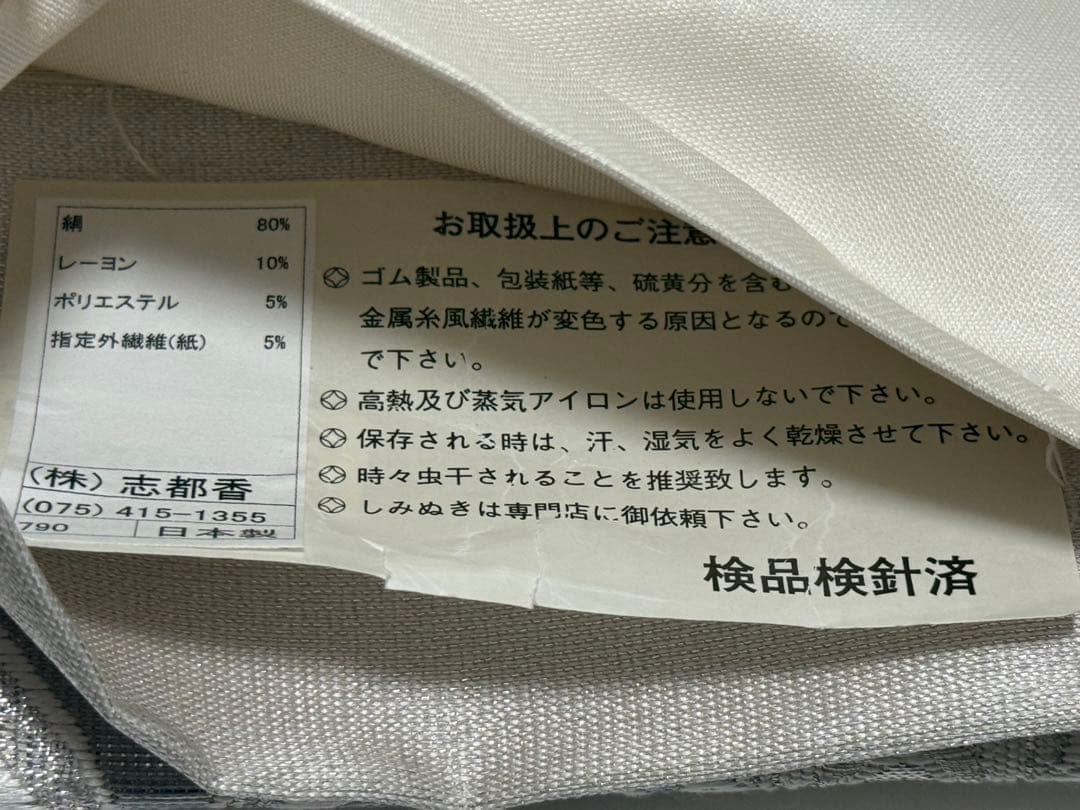 絹 80%
レーヨン 10%
ポリエステル 5%
指定外繊維(紙) 5%
(株) 志都香
(075) 415-1355
790 日本製
お取扱上のご注意
ゴム製品、包装紙等、硫黄分を含む
金属糸風繊維が変色する原因となるので
で下さい。
高熱及び蒸気アイロンは使用しないで下さい。
保存される時は、汗、湿気をよく乾燥させて下さい。
時々虫干されることを推奨致します。
しみぬきは専門店に御依頼下さい。
検品検針済